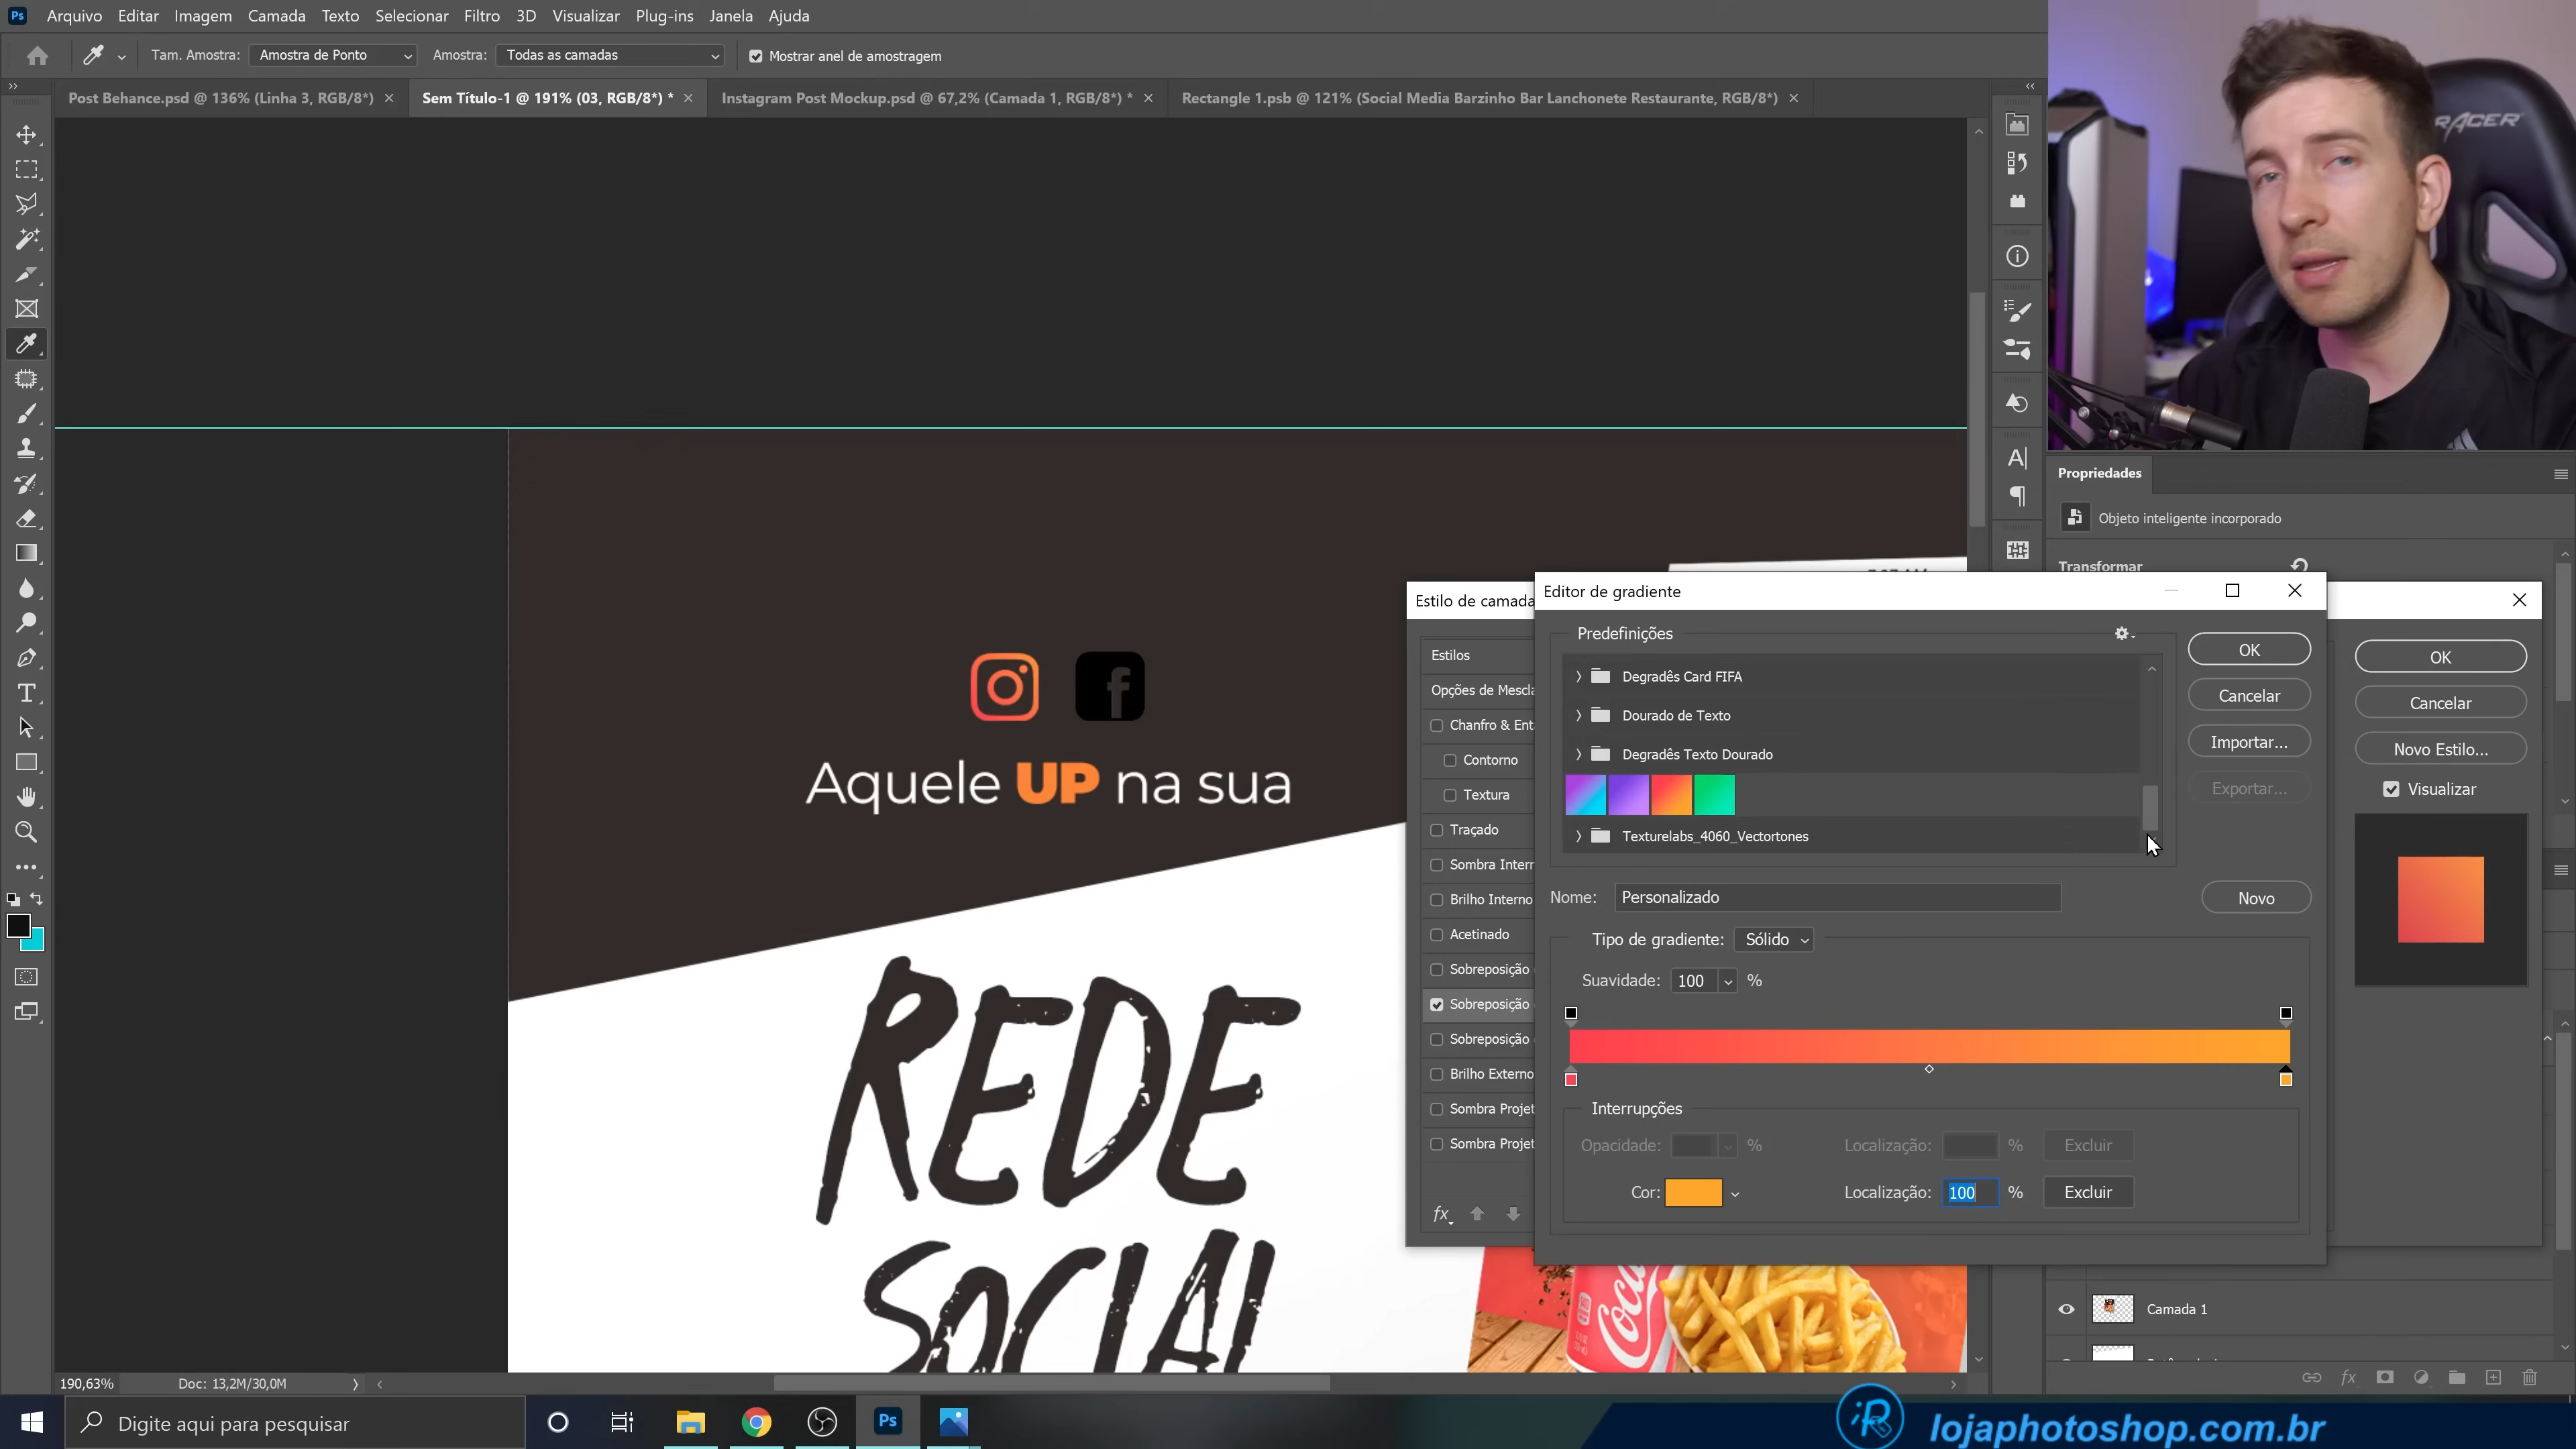 Ps Arquivo Editar Imagem Camada Texto Selecionar Filtro 3D Visualizar Plug-ins Janela Ajuda
Tam. Amostra: Amostra de Ponto Amostra: Todas as camadas Mostrar anel de amostragem
Post Behance.psd @ 136% (Linha 3, RGB/8*) × Sem Título-1 @ 191% (03, RGB/8*) * × Instagram Post Mockup.psd @ 67,2% (Camada 1, RGB/8*) * × Rectangle 1.psb @ 121% (Social Media Barzinho Bar Lanchonete Restaurante, RGB/8*) ×
RACER
Propriedades
Objeto inteligente incorporado
Transformar
Aquele UP na sua
REDE
SOCIAL
Coca
Estilo de camada
Estilos
Opções de Mescla
Chanfro & Ent
Contorno
Textura
Traçado
Sombra Intern
Brilho Interno
Acetinado
Sobreposição
Sobreposição
Sobreposição
Brilho Externo
Sombra Projet
Sombra Projet
fx
Editor de gradiente
Predefinições
Degradês Card FIFA
Dourado de Texto
Degradês Texto Dourado
Texturelabs_4060_Vectortones
OK
Cancelar
Importar...
Exportar...
Nome: Personalizado
Novo
Tipo de gradiente: Sólido
Suavidade: 100 %
Interrupções
Opacidade: % Localização: % Excluir
Cor: Localização: 100 % Excluir
OK
Cancelar
Novo Estilo...
Visualizar
Camada 1
fx
190,63% Doc: 13,2M/30,0M
Digite aqui para pesquisar
Ps
iR lojaphotoshop.com.br